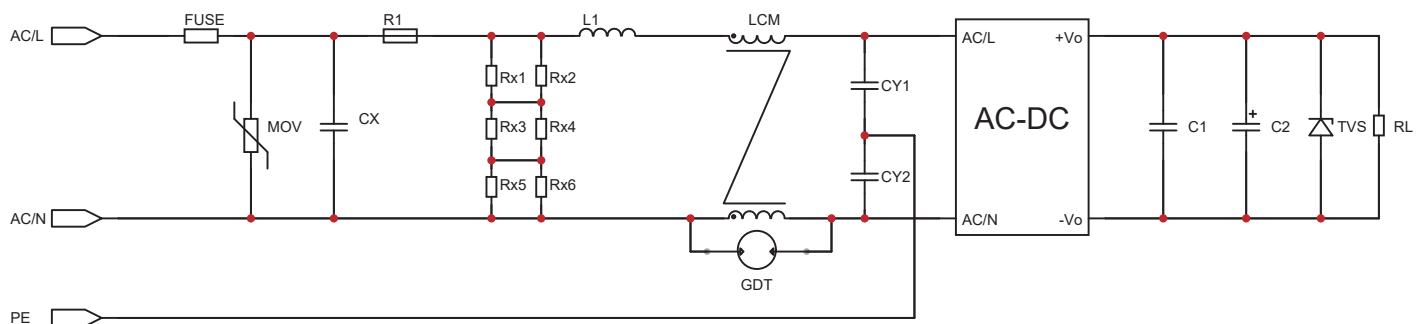 FUSE R1 L1 LCM
AC/L AC/L +Vo
Rx1 Rx2 CY1
MOV CX Rx3 Rx4 AC-DC C1 + C2 TVS RL
Rx5 Rx6 CY2
AC/N AC/N -Vo
GDT
PE